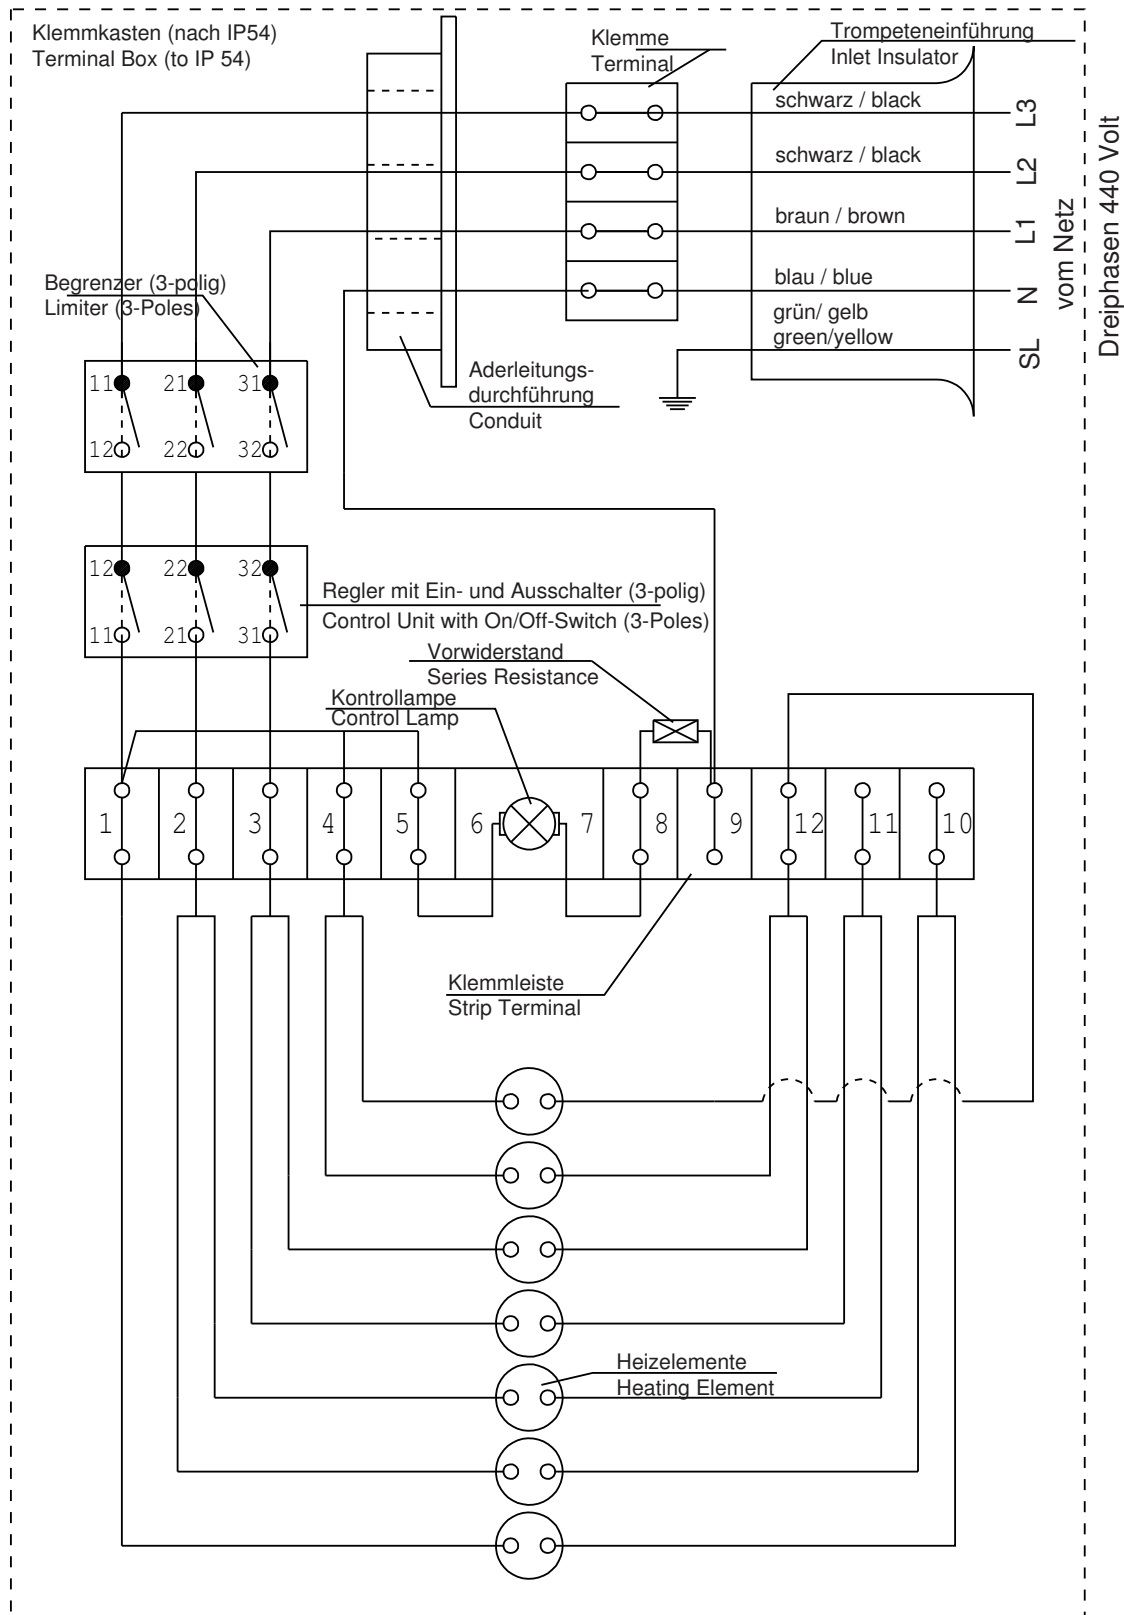 Klemmkasten (nach IP54)
Terminal Box (to IP 54)
Klemme
Terminal
Trompeteneinführung
Inlet Insulator
schwarz / black
L3
schwarz / black
L2
braun / brown
L1
blau / blue
N
grün/ gelb
green/yellow
SL
vom Netz
Dreiphasen 440 Volt
Begrenzer (3-polig)
Limiter (3-Poles)
Aderleitungs-
durchführung
Conduit
11 21 31
12 22 32
12 22 32
11 21 31
Regler mit Ein- und Ausschalter (3-polig)
Control Unit with On/Off-Switch (3-Poles)
Vorwiderstand
Series Resistance
Kontrollampe
Control Lamp
1 2 3 4 5 6 7 8 9 12 11 10
Klemmleiste
Strip Terminal
Heizelemente
Heating Element